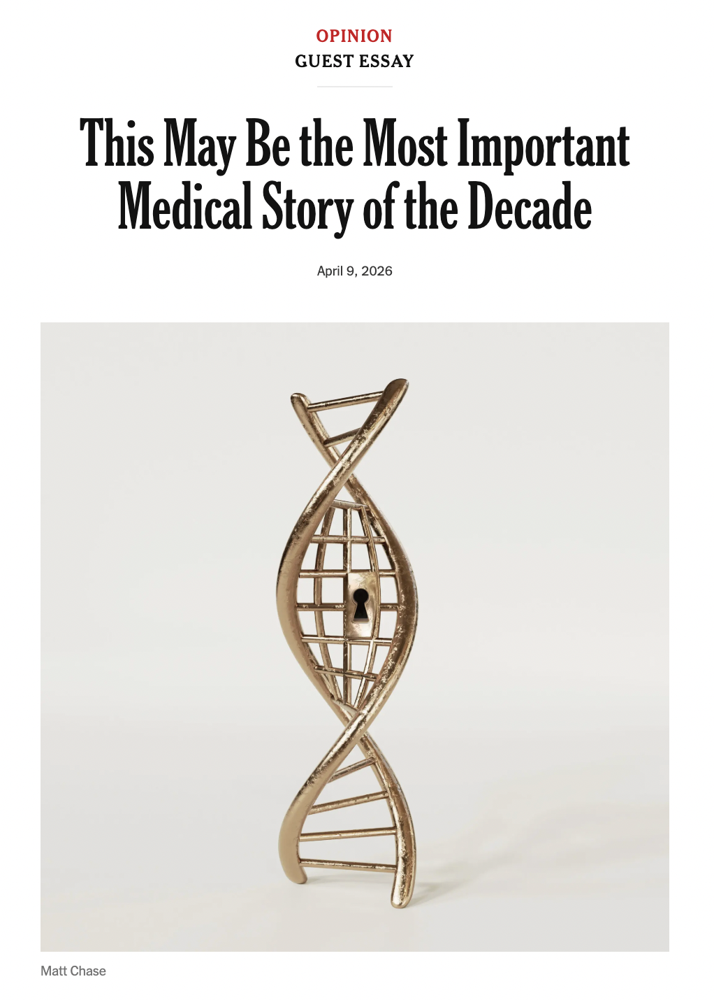 OPINION
GUEST ESSAY
This May Be the Most Important
Medical Story of the Decade
April 9, 2026
Matt Chase